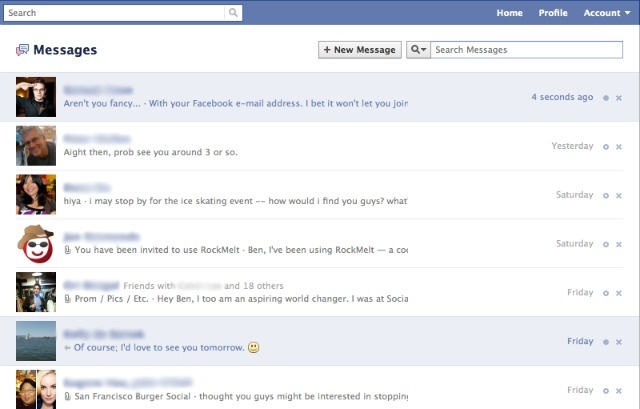 Search
Home Profile Account
Messages
+ New Message
Search Messages
4 seconds ago
Aren't you fancy... · With your Facebook e-mail address. I bet it won't let you join
Yesterday
Aight then, prob see you around 3 or so.
Saturday
hiya · i may stop by for the ice skating event -- how would i find you guys? what'
Saturday
You have been invited to use RockMelt · Ben, I've been using RockMelt — a
Friends with and 18 others
Friday
Prom / Pics / Etc. · Hey Ben, I too am an aspiring world changer. I was at
Friday
Of course; I'd love to see you tomorrow.
Friday
San Francisco Burger Social · thought you guys might be interested in